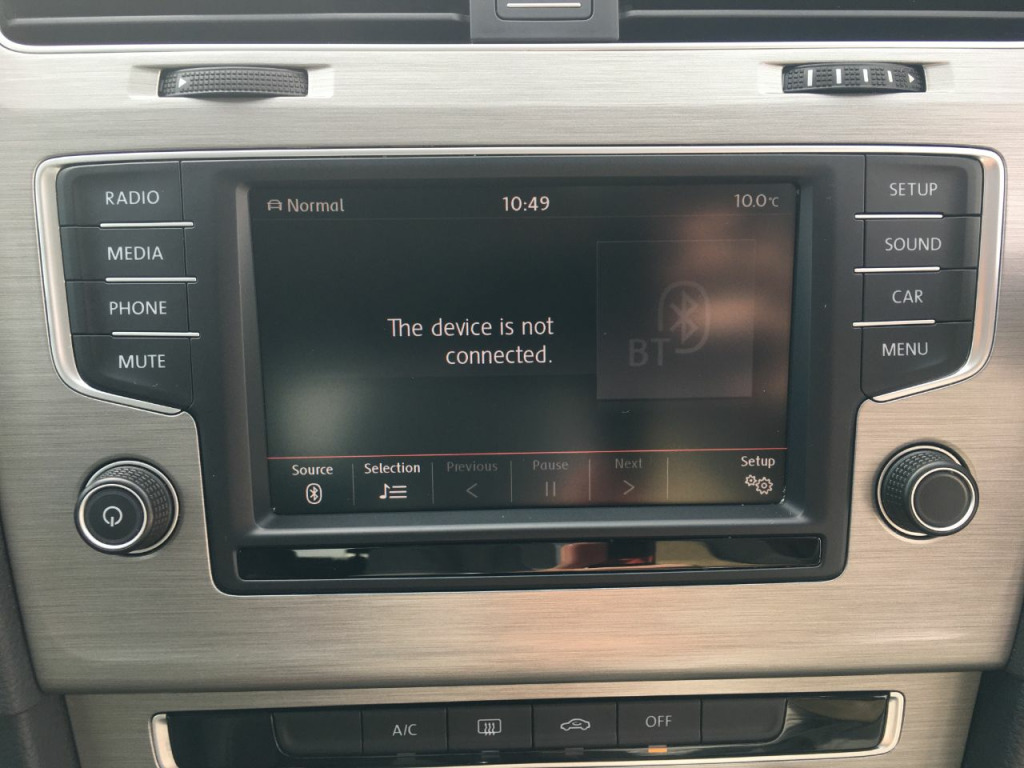 RADIO
MEDIA
PHONE
MUTE
Normal
10:49
10.0°C
The device is not
connected.
BT
Source
Selection
Previous
Pause
Next
Setup
SETUP
SOUND
CAR
MENU
A/C
OFF